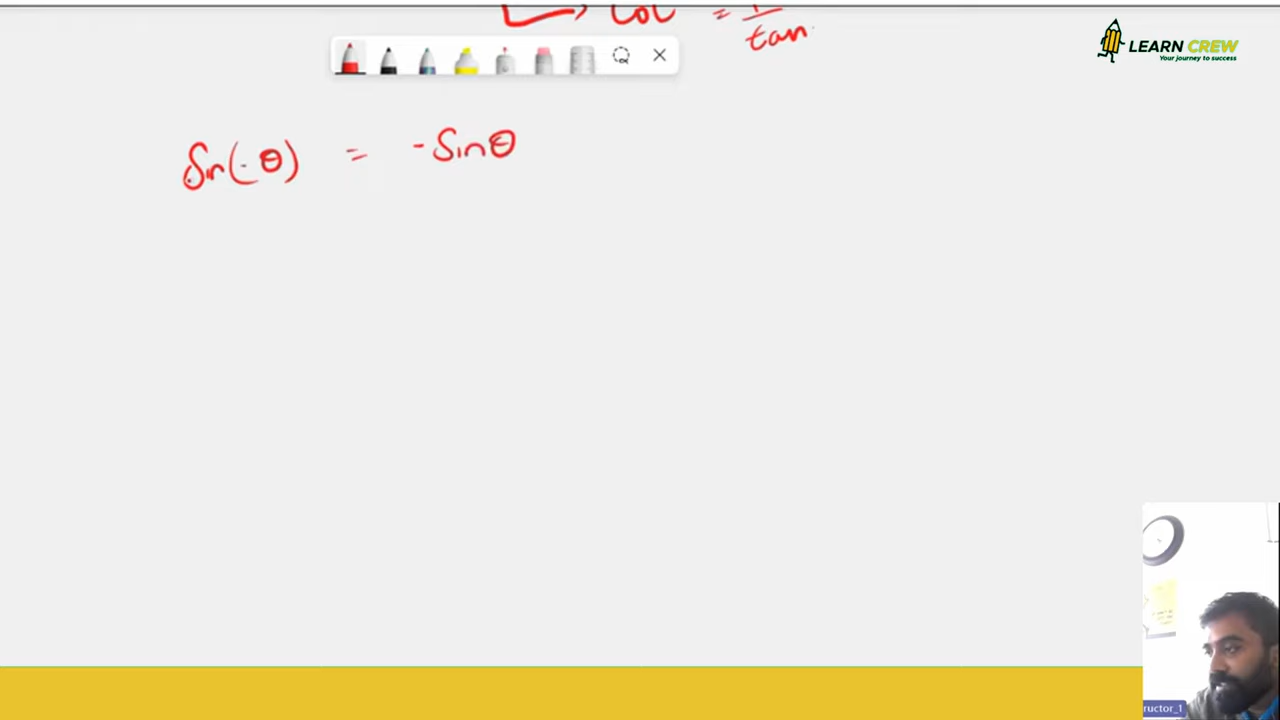 cot = 1/tan
LEARN CREW
Your journey to success
Sin(-θ) = -Sinθ
ructor_1